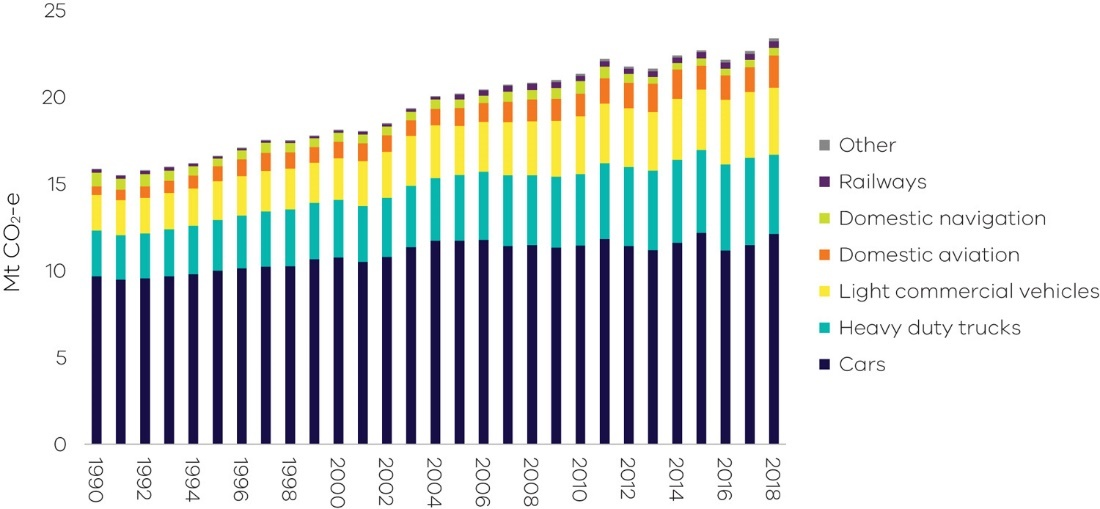 Mt CO₂-e
25
20
15
10
5
0
1990
1992
1994
1996
1998
2000
2002
2004
2006
2008
2010
2012
2014
2016
2018
Other
Railways
Domestic navigation
Domestic aviation
Light commercial vehicles
Heavy duty trucks
Cars